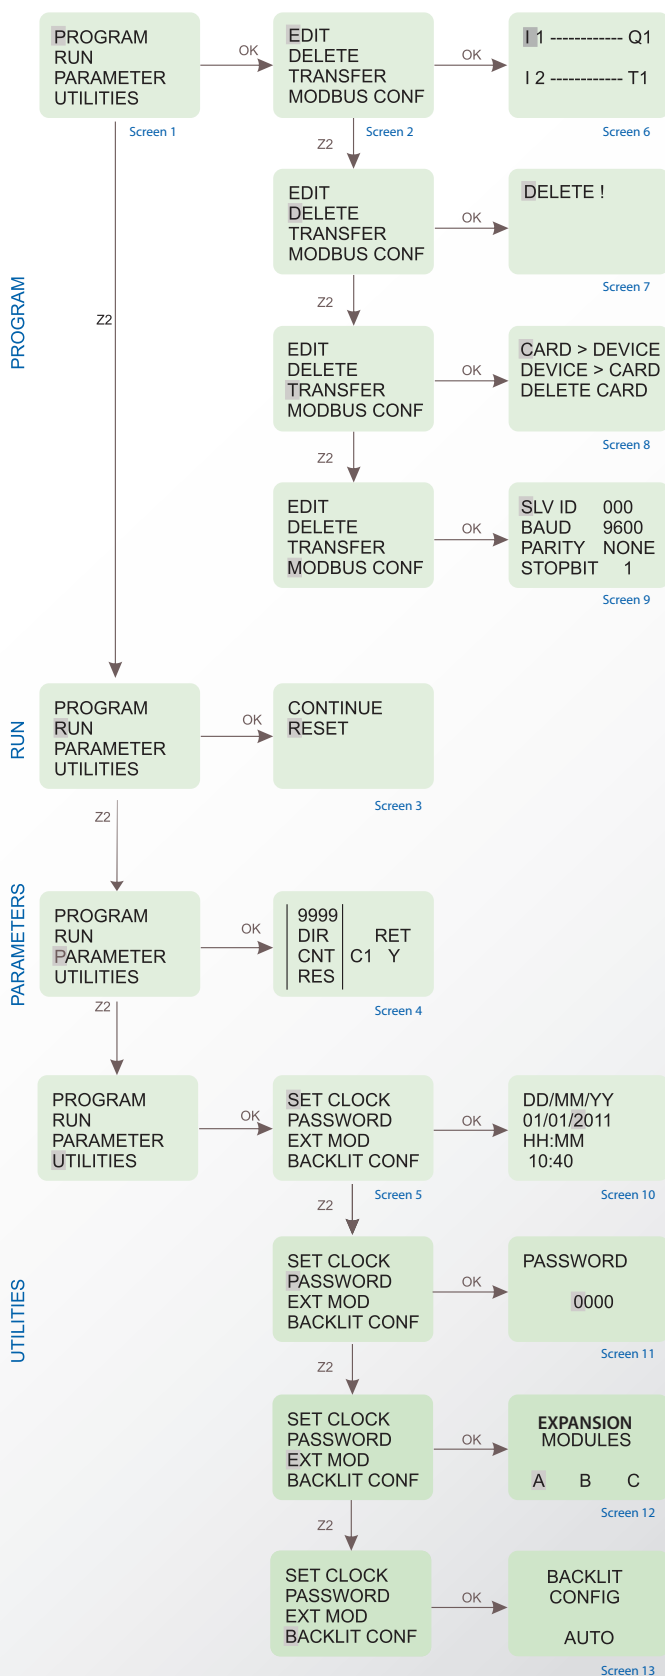 PROGRAM
RUN
PARAMETER
UTILITIES
Screen 1
OK
EDIT
DELETE
TRANSFER
MODBUS CONF
Screen 2
OK
I 1 ------------ Q1
I 2 ------------ T1
Screen 6
Z2
EDIT
DELETE
TRANSFER
MODBUS CONF
OK
DELETE !
Screen 7
PROGRAM
Z2
Z2
EDIT
DELETE
TRANSFER
MODBUS CONF
OK
CARD > DEVICE
DEVICE > CARD
DELETE CARD
Screen 8
Z2
EDIT
DELETE
TRANSFER
MODBUS CONF
OK
SLV ID 000
BAUD 9600
PARITY NONE
STOPBIT 1
Screen 9
RUN
PROGRAM
RUN
PARAMETER
UTILITIES
OK
CONTINUE
RESET
Screen 3
Z2
PARAMETERS
PROGRAM
RUN
PARAMETER
UTILITIES
OK
9999
DIR RET
CNT C1 Y
RES
Screen 4
Z2
PROGRAM
RUN
PARAMETER
UTILITIES
OK
SET CLOCK
PASSWORD
EXT MOD
BACKLIT CONF
Screen 5
OK
DD/MM/YY
01/01/2011
HH:MM
10:40
Screen 10
Z2
UTILITIES
SET CLOCK
PASSWORD
EXT MOD
BACKLIT CONF
OK
PASSWORD
0000
Screen 11
Z2
SET CLOCK
PASSWORD
EXT MOD
BACKLIT CONF
OK
EXPANSION
MODULES
A B C
Screen 12
Z2
SET CLOCK
PASSWORD
EXT MOD
BACKLIT CONF
OK
BACKLIT
CONFIG
AUTO
Screen 13